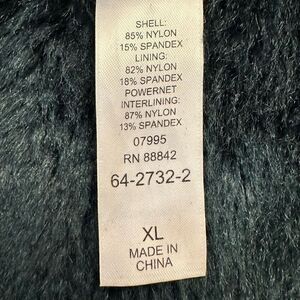 SHELL:
85% NYLON
15% SPANDEX
LINING:
82% NYLON
18% SPANDEX
POWERNET
INTERLINING:
87% NYLON
13% SPANDEX
07995
RN 88842
64-2732-2
XL
MADE IN
CHINA